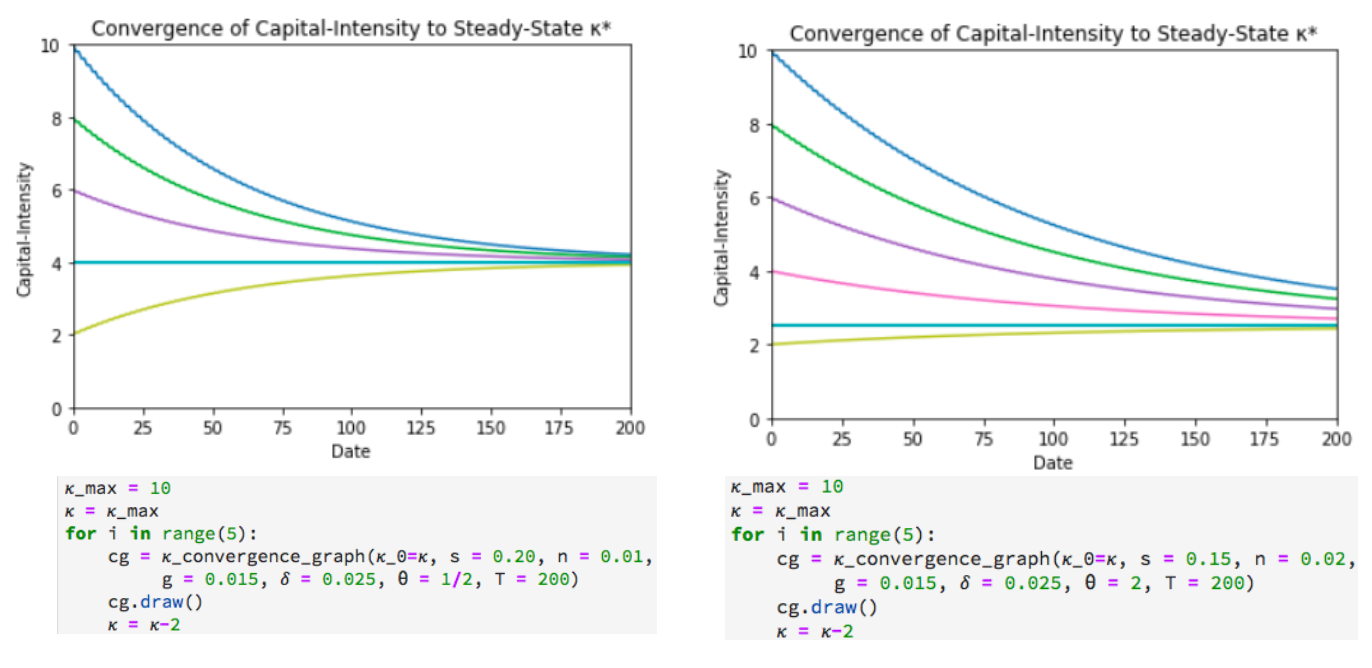 Convergence of Capital-Intensity to Steady-State κ*
10
8
6
4
2
0
Capital-Intensity
0 25 50 75 100 125 150 175 200
Date
κ_max = 10
κ = κ_max
for i in range(5):
cg = κ_convergence_graph(κ_0=κ, s = 0.20, n = 0.01,
g = 0.015, δ = 0.025, θ = 1/2, T = 200)
cg.draw()
κ = κ-2
Convergence of Capital-Intensity to Steady-State κ*
10
8
6
4
2
0
Capital-Intensity
0 25 50 75 100 125 150 175 200
Date
κ_max = 10
κ = κ_max
for i in range(5):
cg = κ_convergence_graph(κ_0=κ, s = 0.15, n = 0.02,
g = 0.015, δ = 0.025, θ = 2, T = 200)
cg.draw()
κ = κ-2